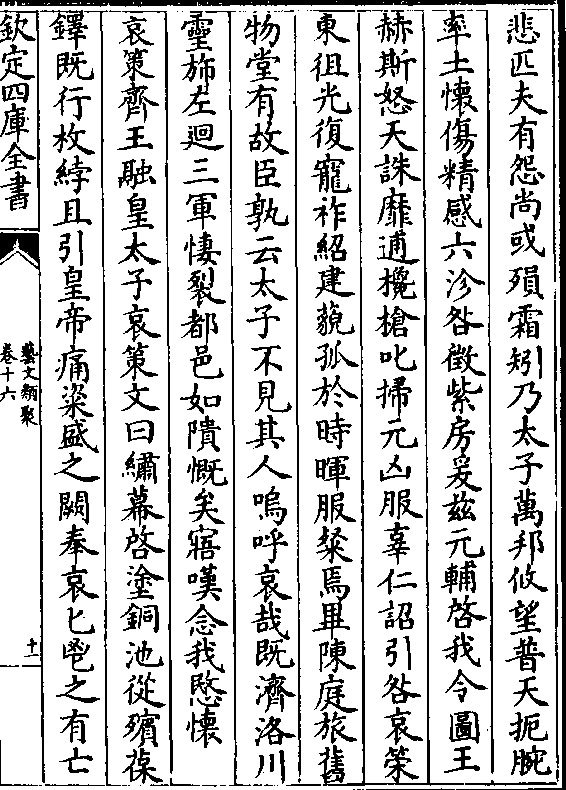 悲匹夫有怨尚或殞霜矧乃太子萬邦攸望普天扼腕
率土懷傷精感六沴咎徵紫房爰兹元輔啓我令圖王
赫斯怒天誅靡逋攙槍叱掃元凶服辜仁詔引咎哀策
東徂光復寵祚紹建藐孤於時暉服粲焉畢陳庭旅舊
物堂有故臣孰云太子不見其人嗚呼哀哉既濟洛川
靈斾左迴三軍悽裂都邑如隤慨矣寤嘆念我愍懷
哀策齊王融皇太子哀策文曰繡幕啓塗銅池從殯葆
鐸既行枚綍且引皇帝痛粢盛之闕奉哀匕鬯之有亡
欽定四庫全書
藝文類聚
卷十六
十一